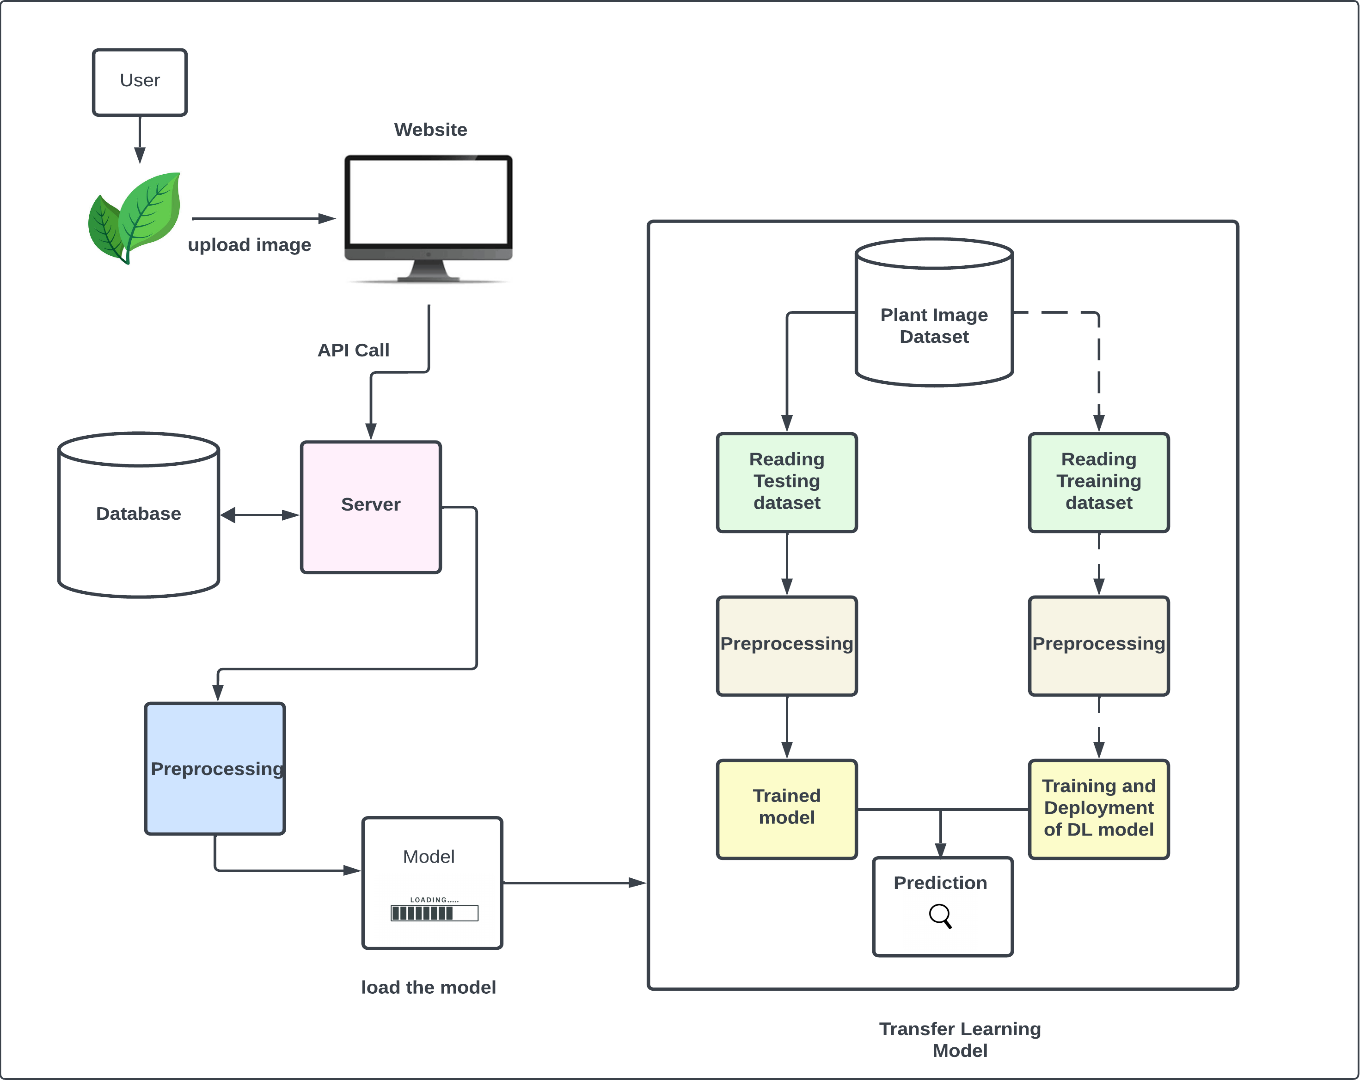 User
Website
upload image
API Call
Database
Server
Preprocessing
Model
LOADING.....
load the model
Plant Image
Dataset
Reading
Testing
dataset
Reading
Treaining
dataset
Preprocessing
Preprocessing
Trained
model
Training and
Deployment
of DL model
Prediction
Transfer Learning
Model